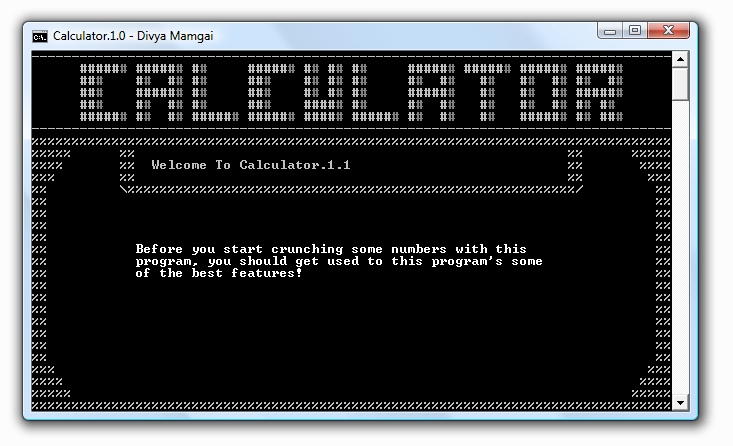 Calculator.1.0 - Divya Mamgai
CALCULATOR
Welcome To Calculator.1.1
Before you start crunching some numbers with this
program, you should get used to this program's some
of the best features!